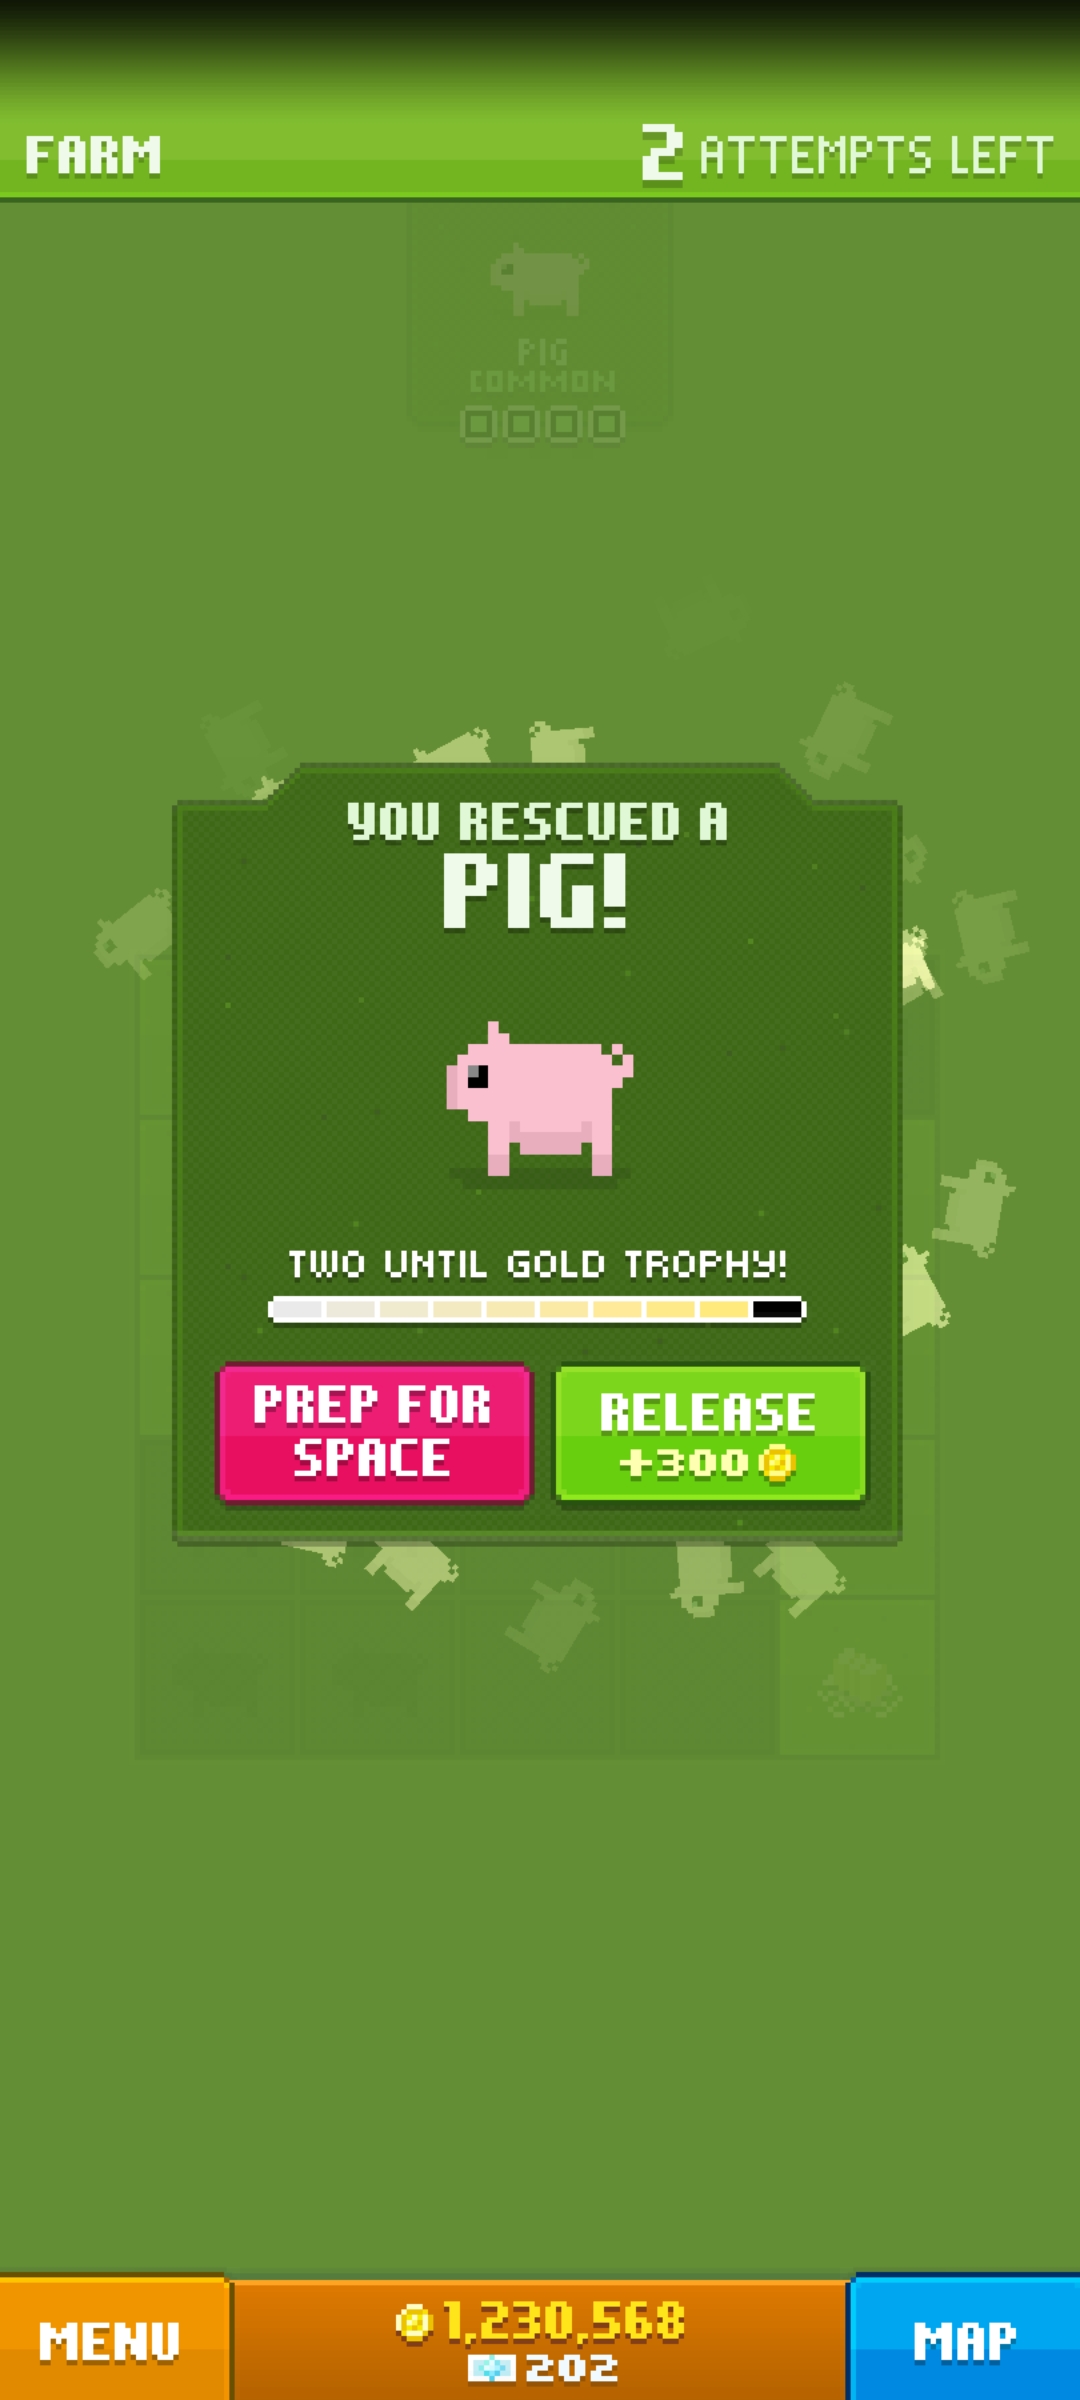 FARM
2 ATTEMPTS LEFT
PIG
COMMON
YOU RESCUED A
PIG!
TWO UNTIL GOLD TROPHY!
PREP FOR
SPACE
RELEASE
+300
MENU
1,230,568
202
MAP